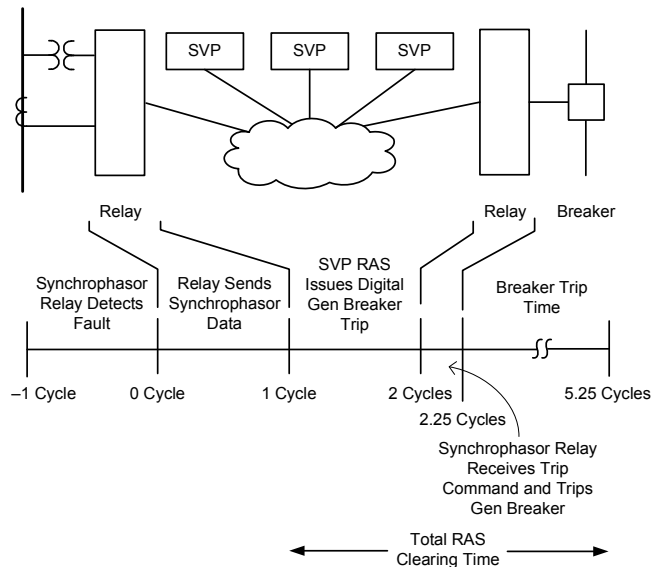 SVP
SVP
SVP
Relay
Relay
Breaker
Synchrophasor
Relay Detects
Fault
Relay Sends
Synchrophasor
Data
SVP RAS
Issues Digital
Gen Breaker
Trip
Breaker Trip
Time
–1 Cycle
0 Cycle
1 Cycle
2 Cycles
2.25 Cycles
5.25 Cycles
Synchrophasor Relay
Receives Trip
Command and Trips
Gen Breaker
Total RAS
Clearing Time